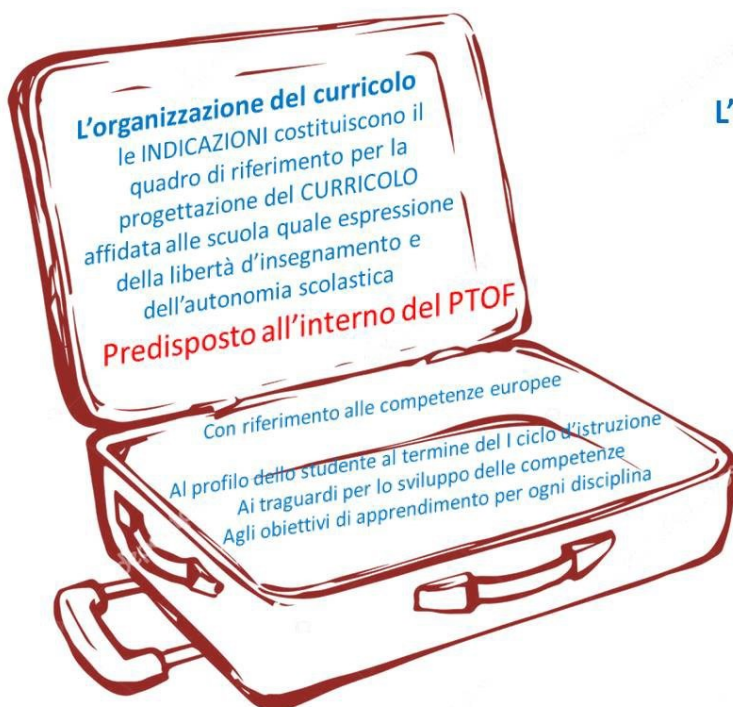 L'organizzazione del curricolo
le INDICAZIONI costituiscono il
quadro di riferimento per la
progettazione del CURRICOLO
affidata alle scuola quale espressione
della libertà d'insegnamento e
dell'autonomia scolastica
Predisposto all'interno del PTOF
Con riferimento alle competenze europee
Al profilo dello studente al termine del I ciclo d'istruzione
Ai traguardi per lo sviluppo delle competenze
Agli obiettivi di apprendimento per ogni disciplina
L'